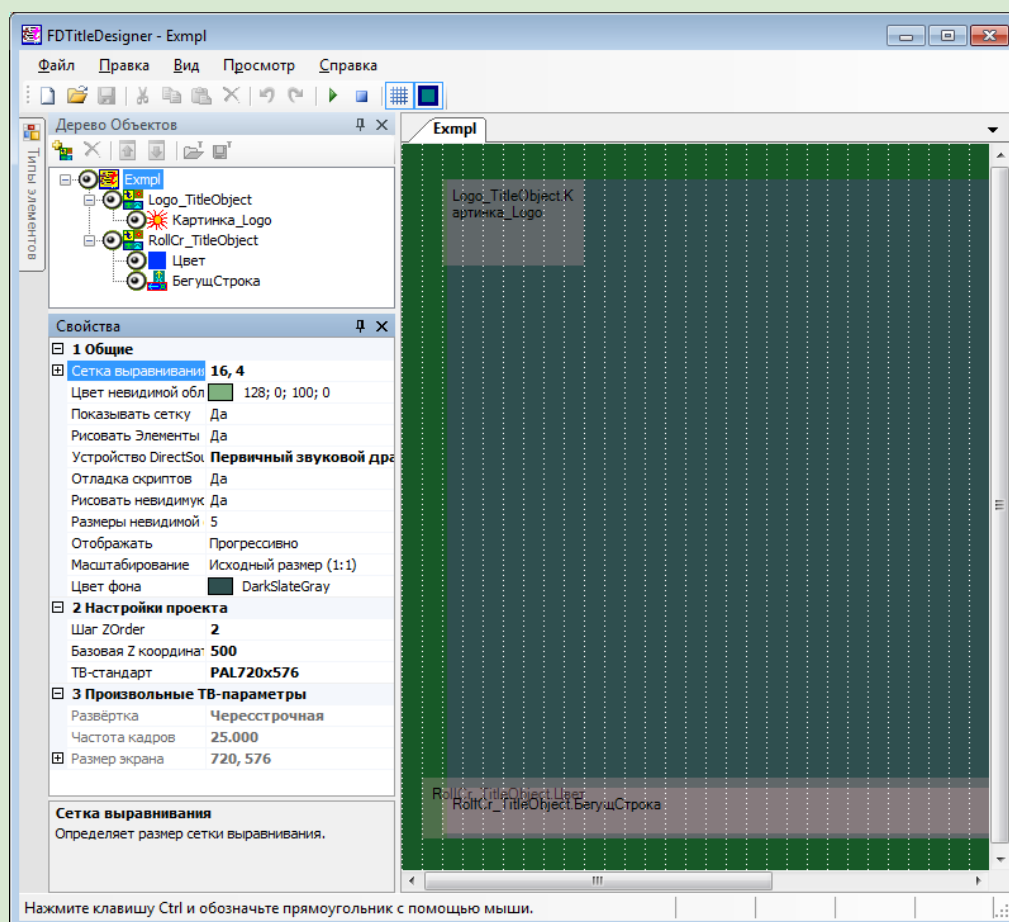 FDTitleDesigner - Exmpl
Файл Правка Вид Просмотр Справка
Типы элементов
Дерево Объектов
Exmpl
Logo_TitleObject
Картинка_Logo
RollCr_TitleObject
Цвет
БегущСтрока
Свойства
1 Общие
Сетка выравнивани 16, 4
Цвет невидимой обл 128; 0; 100; 0
Показывать сетку Да
Рисовать Элементы Да
Устройство DirectSou Первичный звуковой дра
Отладка скриптов Да
Рисовать невидимук Да
Размеры невидимой 5
Отображать Прогрессивно
Масштабирование Исходный размер (1:1)
Цвет фона DarkSlateGray
2 Настройки проекта
Шаг ZOrder 2
Базовая Z координат 500
ТВ-стандарт PAL720x576
3 Произвольные ТВ-параметры
Развёртка Чересстрочная
Частота кадров 25.000
Размер экрана 720, 576
Сетка выравнивания
Определяет размер сетки выравнивания.
Exmpl
Logo_TitleObject.К
артинка_Logo
RollCr_TitleObject.Цвет
RollCr_TitleObject.БегущСтрока
Нажмите клавишу Ctrl и обозначьте прямоугольник с помощью мыши.